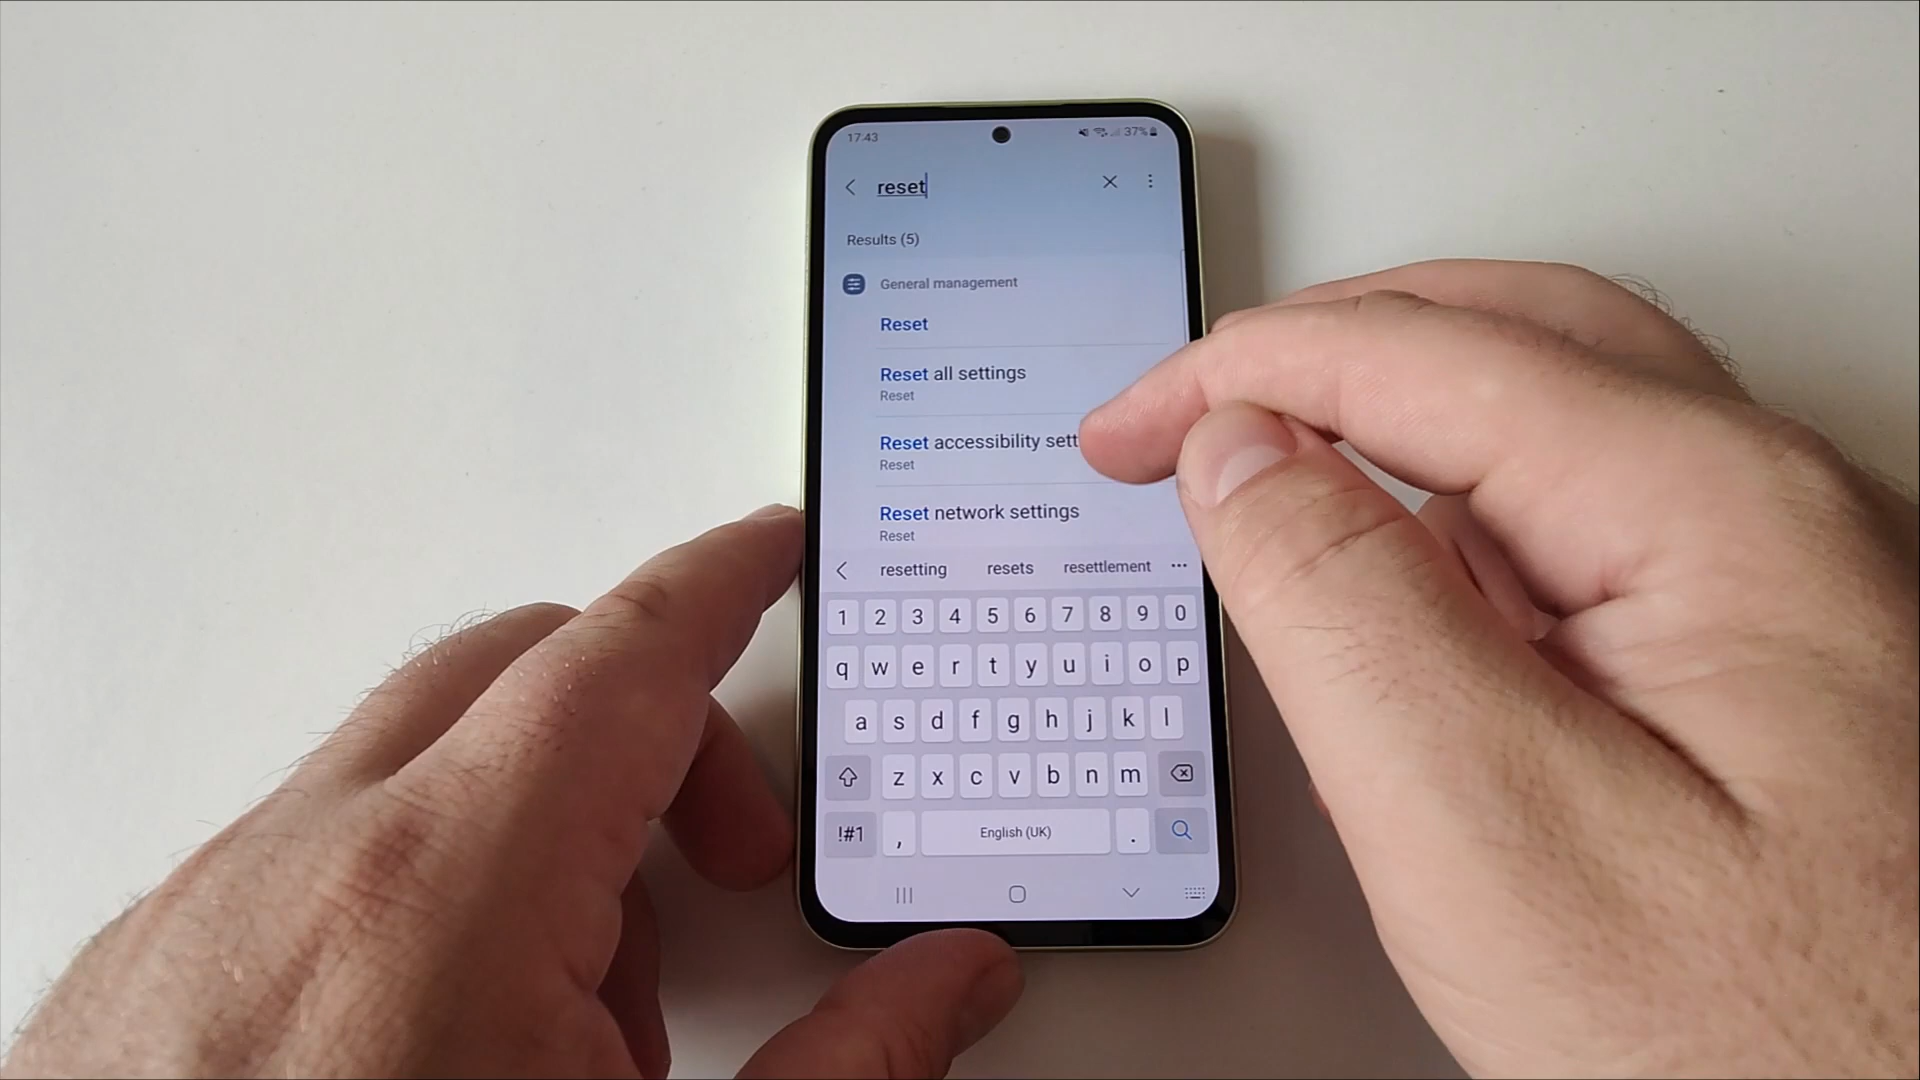 17:43 37%
reset
Results (5)
General management
Reset
Reset all settings
Reset
Reset accessibility sett
Reset
Reset network settings
Reset
resetting resets resettlement
1 2 3 4 5 6 7 8 9 0
q w e r t y u i o p
a s d f g h j k l
z x c v b n m
!#1 , English (UK) .